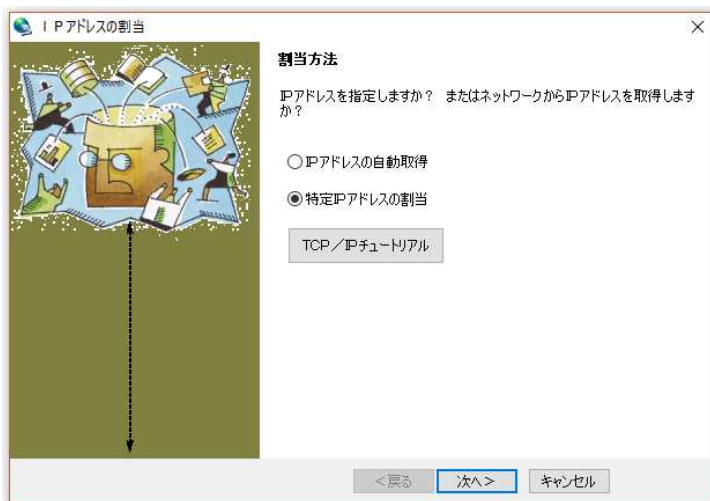 ＩＰアドレスの割当
割当方法
IPアドレスを指定しますか？　またはネットワークからIPアドレスを取得します
か？
IPアドレスの自動取得
特定IPアドレスの割当
TCP／IPチュートリアル
＜戻る
次へ＞
キャンセル